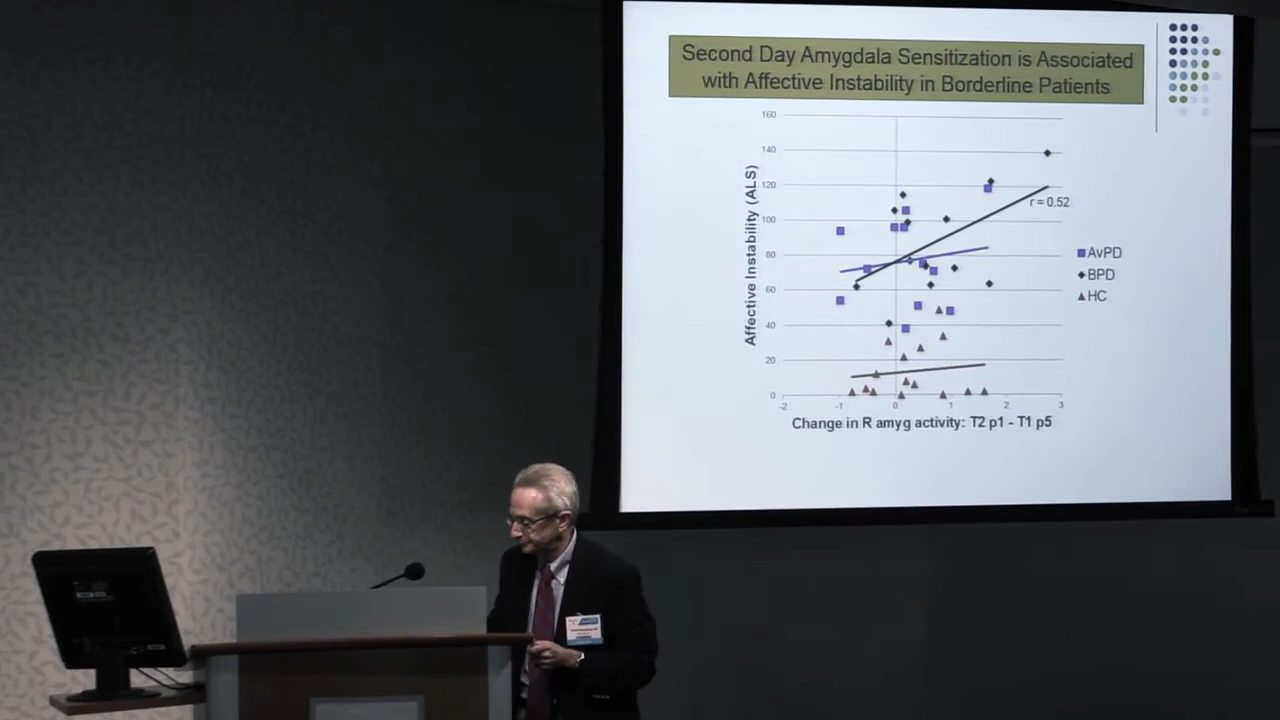 Second Day Amygdala Sensitization is Associated
with Affective Instability in Borderline Patients
160
140
120
100
80
60
40
20
0
-2
-1
0
1
2
3
Affective Instability (ALS)
r = 0.52
AvPD
BPD
HC
Change in R amyg activity: T2 p1 - T1 p5